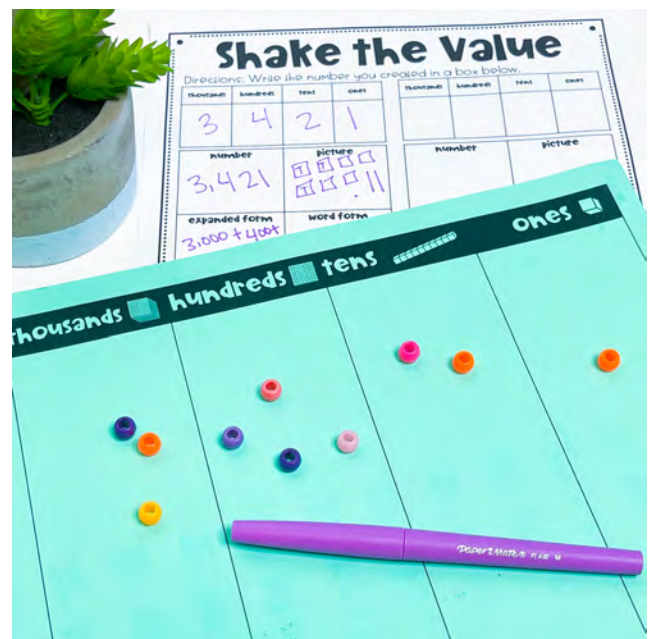 Shake the Value
Directions: Write the number you created in a box below.
thousands hundreds tens ones
3 4 2 1
number picture
3,421
expanded form word form
3,000 + 400+
thousands hundreds tens ones
number picture
thousands hundreds tens ones
Paper Mate® FLAIR M